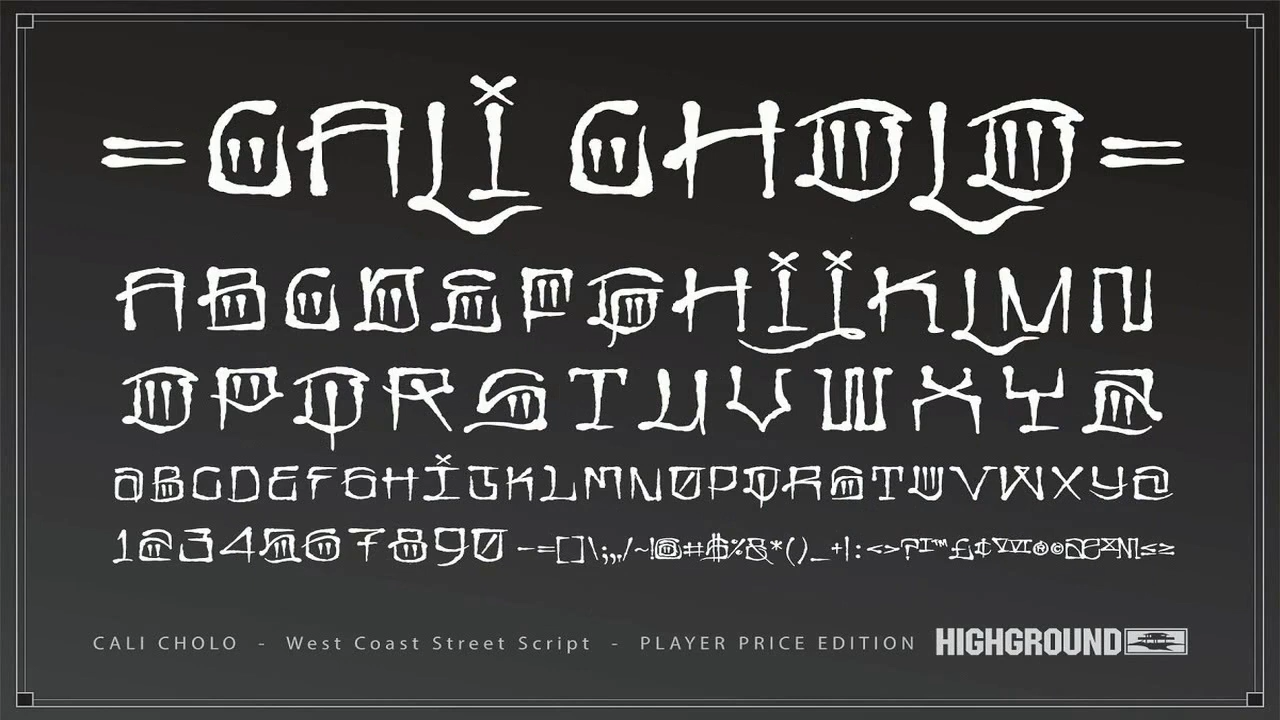 =CALi CHOLO=
ABCDEFGHIJKLMN
OPQRSTUVWXYZ
aBCDEFGHIJKLMNOPQRSTUVWXYZ
1234567890 -=[]\;,./~!@#$%&*()_+|:<>?
CALI CHOLO - West Coast Street Script - PLAYER PRICE EDITION HIGHGROUND